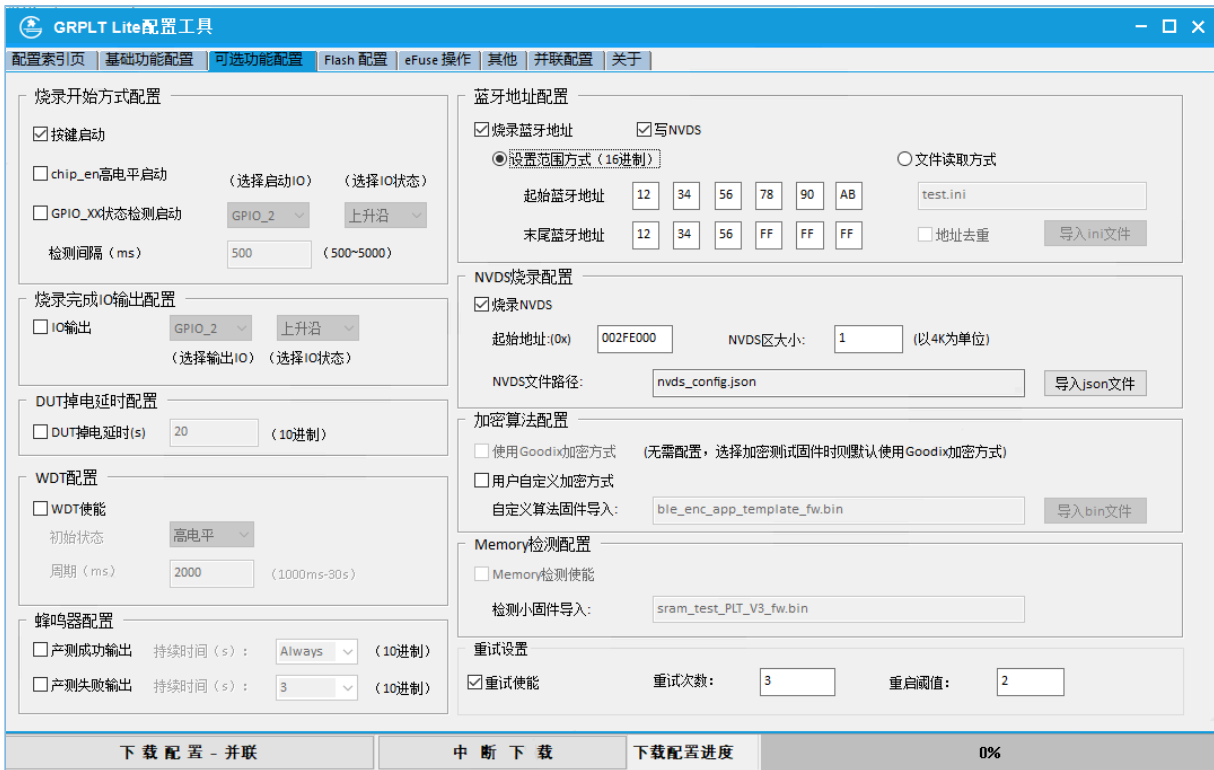 GRPLT Lite配置工具
配置索引页 基础功能配置 可选功能配置 Flash 配置 eFuse 操作 其他 并联配置 关于
烧录开始方式配置
按键启动
chip_en高电平启动 (选择启动IO) (选择IO状态)
GPIO_XX状态检测启动 GPIO_2 上升沿
检测间隔（ms） 500 (500~5000)
烧录完成IO输出配置
IO输出 GPIO_2 上升沿
(选择输出IO) (选择IO状态)
DUT掉电延时配置
DUT掉电延时(s) 20 (10进制)
WDT配置
WDT使能
初始状态 高电平
周期（ms） 2000 (1000ms-30s)
蜂鸣器配置
产测成功输出 持续时间（s）: Always (10进制)
产测失败输出 持续时间（s）: 3 (10进制)
蓝牙地址配置
烧录蓝牙地址 写NVDS
设置范围方式（16进制） 文件读取方式
起始蓝牙地址 12 34 56 78 90 AB test.ini
末尾蓝牙地址 12 34 56 FF FF FF 地址去重 导入ini文件
NVDS烧录配置
烧录NVDS
起始地址:(0x) 002FE000 NVDS区大小: 1 (以4K为单位)
NVDS文件路径: nvds_config.json 导入json文件
加密算法配置
使用Goodix加密方式 (无需配置，选择加密测试固件时则默认使用Goodix加密方式)
用户自定义加密方式
自定义算法固件导入: ble_enc_app_template_fw.bin 导入bin文件
Memory检测配置
Memory检测使能
检测小固件导入: sram_test_PLT_V3_fw.bin
重试设置
重试使能 重试次数: 3 重启阈值: 2
下 载 配 置 - 并联 中 断 下 载 下载配置进度 0%